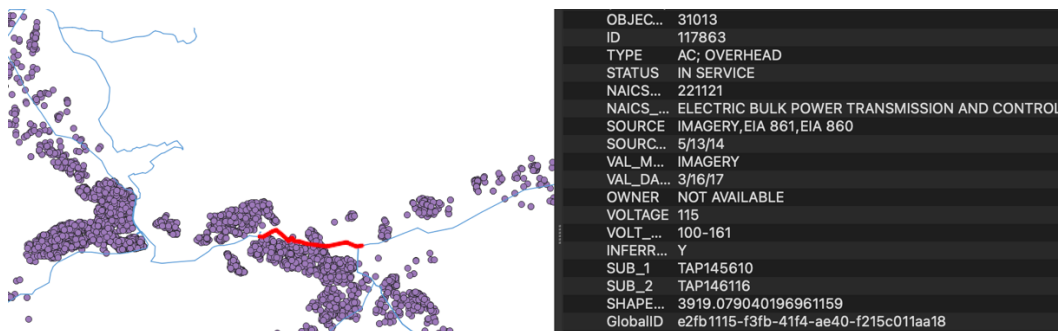 OBJEC... 31013
ID 117863
TYPE AC; OVERHEAD
STATUS IN SERVICE
NAICS... 221121
NAICS_... ELECTRIC BULK POWER TRANSMISSION AND CONTROL
SOURCE IMAGERY,EIA 861,EIA 860
SOURC... 5/13/14
VAL_M... IMAGERY
VAL_DA... 3/16/17
OWNER NOT AVAILABLE
VOLTAGE 115
VOLT_... 100-161
INFERR... Y
SUB_1 TAP145610
SUB_2 TAP146116
SHAPE... 3919.079040196961159
GlobalID e2fb1115-f3fb-41f4-ae40-f215c011aa18